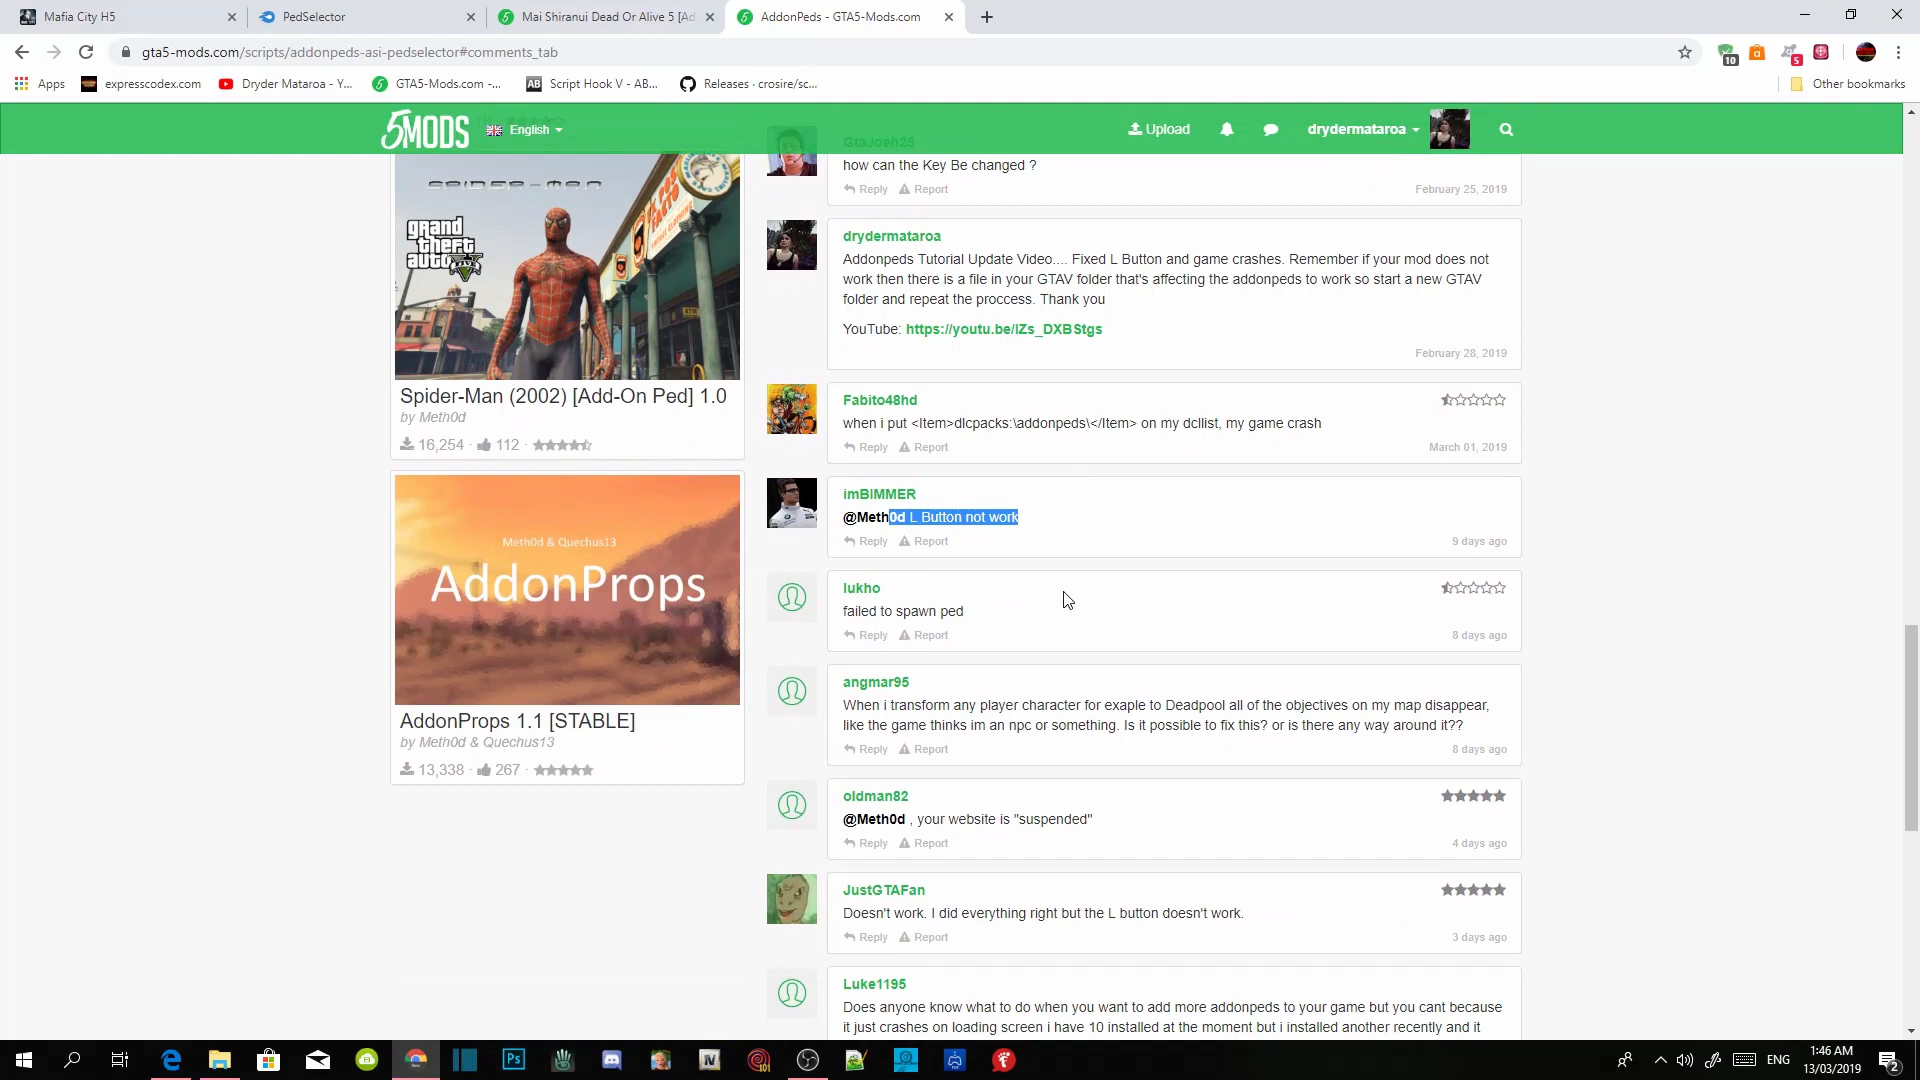 Mafia City H5
PedSelector
Mai Shiranui Dead Or Alive 5 [Ad
AddonPeds - GTA5-Mods.com
gta5-mods.com/scripts/addonpeds-asi-pedselector#comments_tab
10
5
Apps
expresscodex.com
Dryder Mataroa - Y...
GTA5-Mods.com -...
Script Hook V - AB...
Releases · crosire/sc...
Other bookmarks
5MODS
English
Upload
drydermataroa
SPIDER-MAN
grand
theft
auto
Spider-Man (2002) [Add-On Ped] 1.0
by Meth0d
16,254 · 112 ·
Meth0d & Quechus13
AddonProps
AddonProps 1.1 [STABLE]
by Meth0d & Quechus13
13,338 · 267 ·
GtaJoeh25
how can the Key Be changed ?
Reply Report
February 25, 2019
drydermataroa
Addonpeds Tutorial Update Video.... Fixed L Button and game crashes. Remember if your mod does not
work then there is a file in your GTAV folder that's affecting the addonpeds to work so start a new GTAV
folder and repeat the proccess. Thank you
YouTube: https://youtu.be/IZs_DXBStgs
February 28, 2019
Fabito48hd
when i put <Item>dlcpacks:\addonpeds\</Item> on my dcllist, my game crash
Reply Report
March 01, 2019
imBIMMER
@Meth0d L Button not work
Reply Report
9 days ago
lukho
failed to spawn ped
Reply Report
8 days ago
angmar95
When i transform any player character for exaple to Deadpool all of the objectives on my map disappear,
like the game thinks im an npc or something. Is it possible to fix this? or is there any way around it??
Reply Report
8 days ago
oldman82
@Meth0d , your website is "suspended"
Reply Report
4 days ago
JustGTAFan
Doesn't work. I did everything right but the L button doesn't work.
Reply Report
3 days ago
Luke1195
Does anyone know what to do when you want to add more addonpeds to your game but you cant because
it just crashes on loading screen i have 10 installed at the moment but i installed another recently and it
Ps
IV
101
ENG
1:46 AM
13/03/2019
2